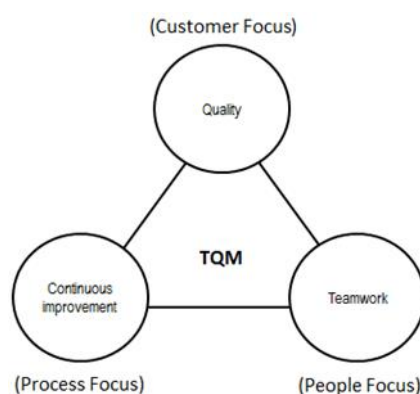 (Customer Focus)
Quality
TQM
Continuous
improvement
Teamwork
(Process Focus)
(People Focus)